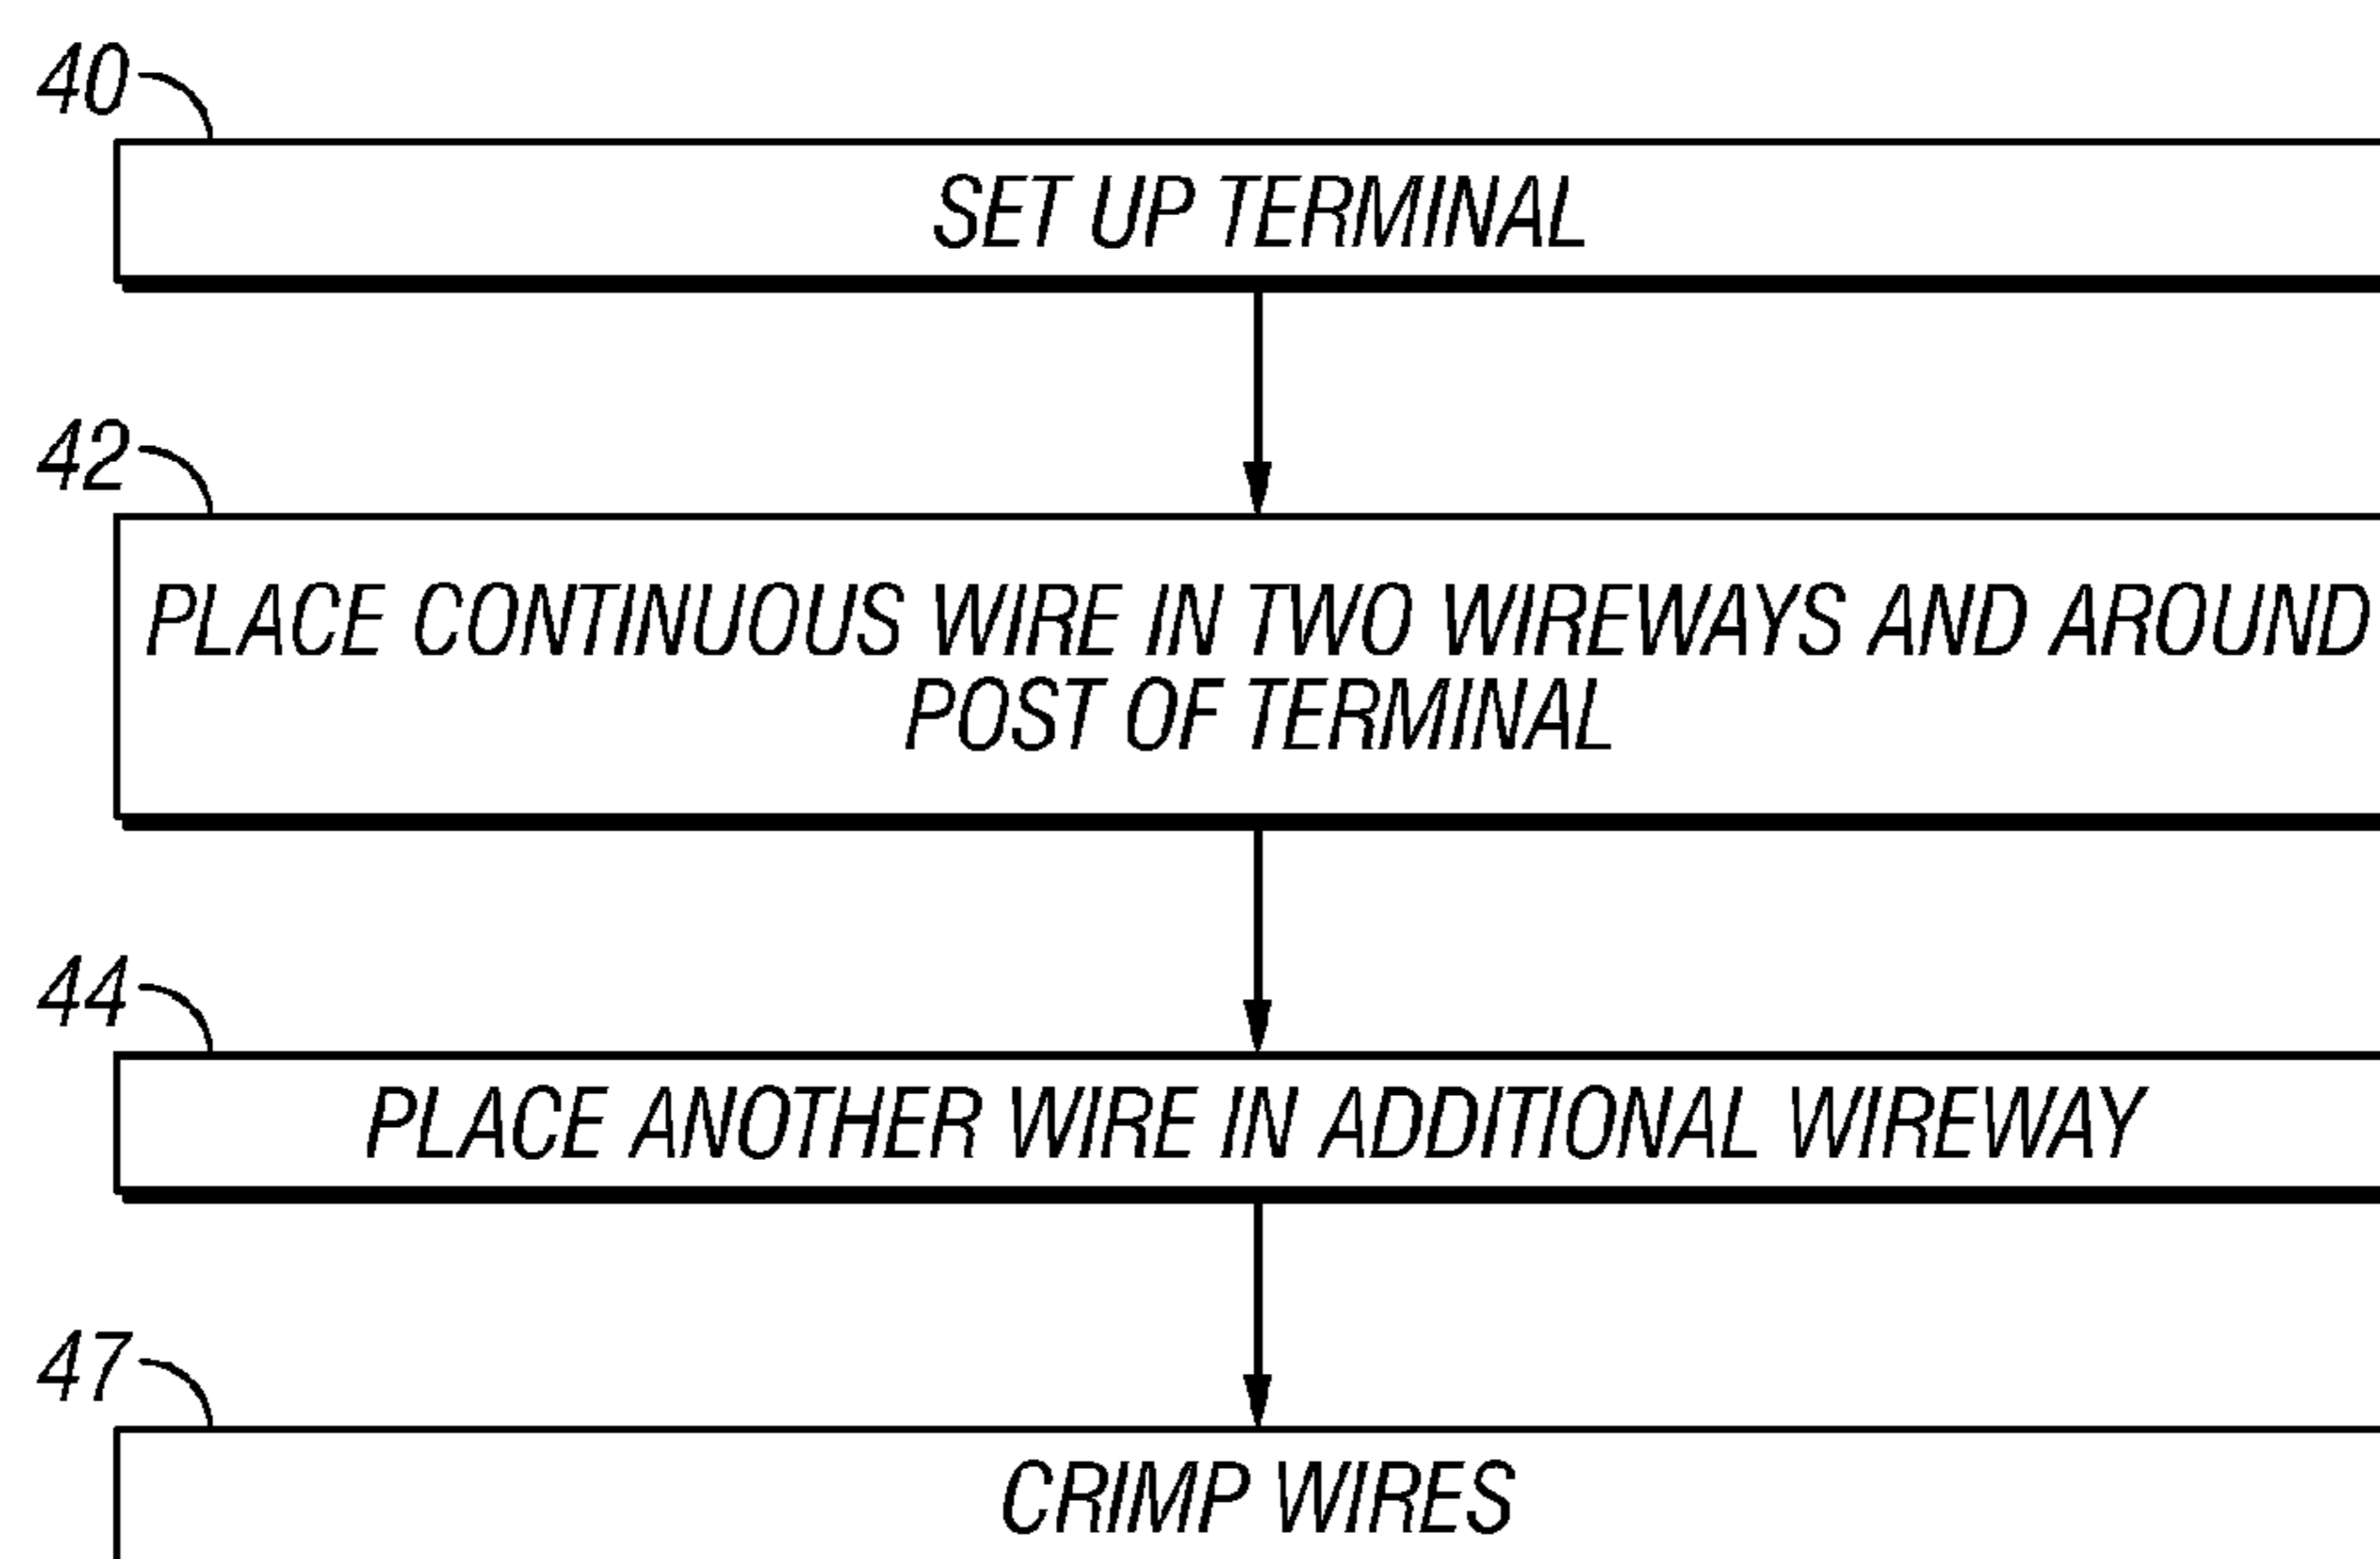 40
SET UP TERMINAL
42
PLACE CONTINUOUS WIRE IN TWO WIREWAYS AND AROUND
POST OF TERMINAL
44
PLACE ANOTHER WIRE IN ADDITIONAL WIREWAY
47
CRIMP WIRES